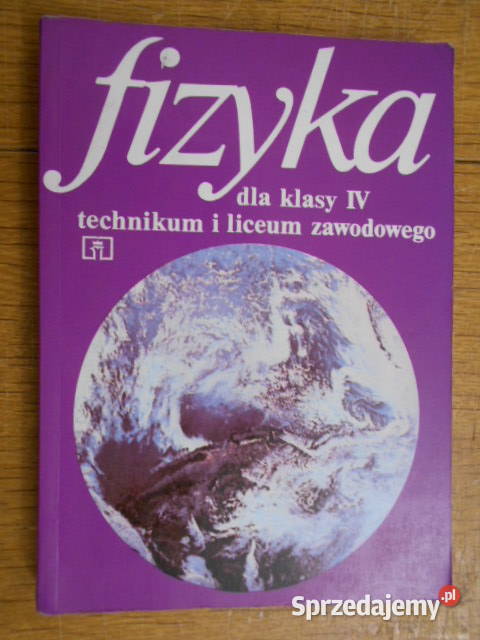 fizyka
dla klasy IV
technikum i liceum zawodowego
Sprzedajemy.pl